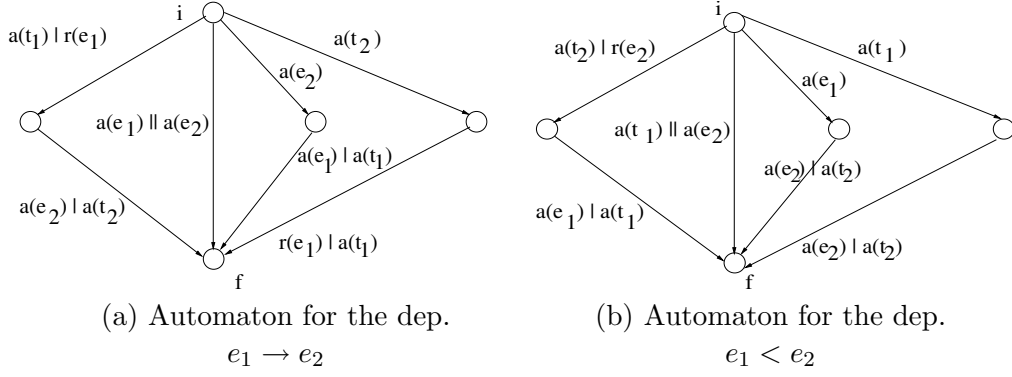 i
i
a(t₁) | r(e₁)
a(t₂)
a(t₂) | r(e₂)
a(t₁)
a(e₂)
a(e₁)
a(e₁) || a(e₂)
a(t₁) || a(e₂)
a(e₁) | a(t₁)
a(e₂) | a(t₂)
a(e₂) | a(t₂)
a(e₁) | a(t₁)
r(e₁) | a(t₁)
a(e₂) | a(t₂)
f
f
(a) Automaton for the dep.
e₁ → e₂
(b) Automaton for the dep.
e₁ < e₂